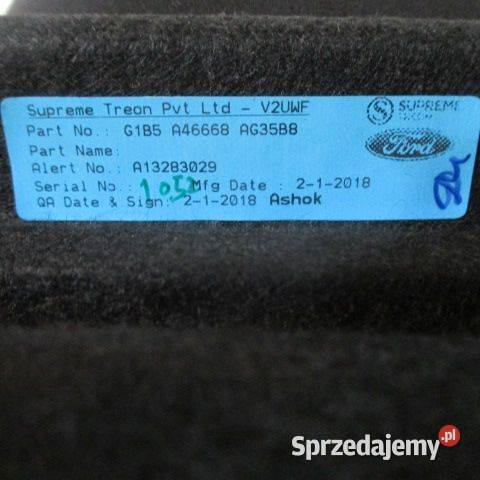 Supreme Treon Pvt Ltd - V2UWF
SUPREME
TREON
Part No.: G1B5 A46668 AG35B8
Ford
Part Name:
Alert No.: A13283029
Serial No.: 1052 Mfg Date : 2-1-2018
QA Date & Sign: 2-1-2018 Ashok
Sprzedajemy.pl